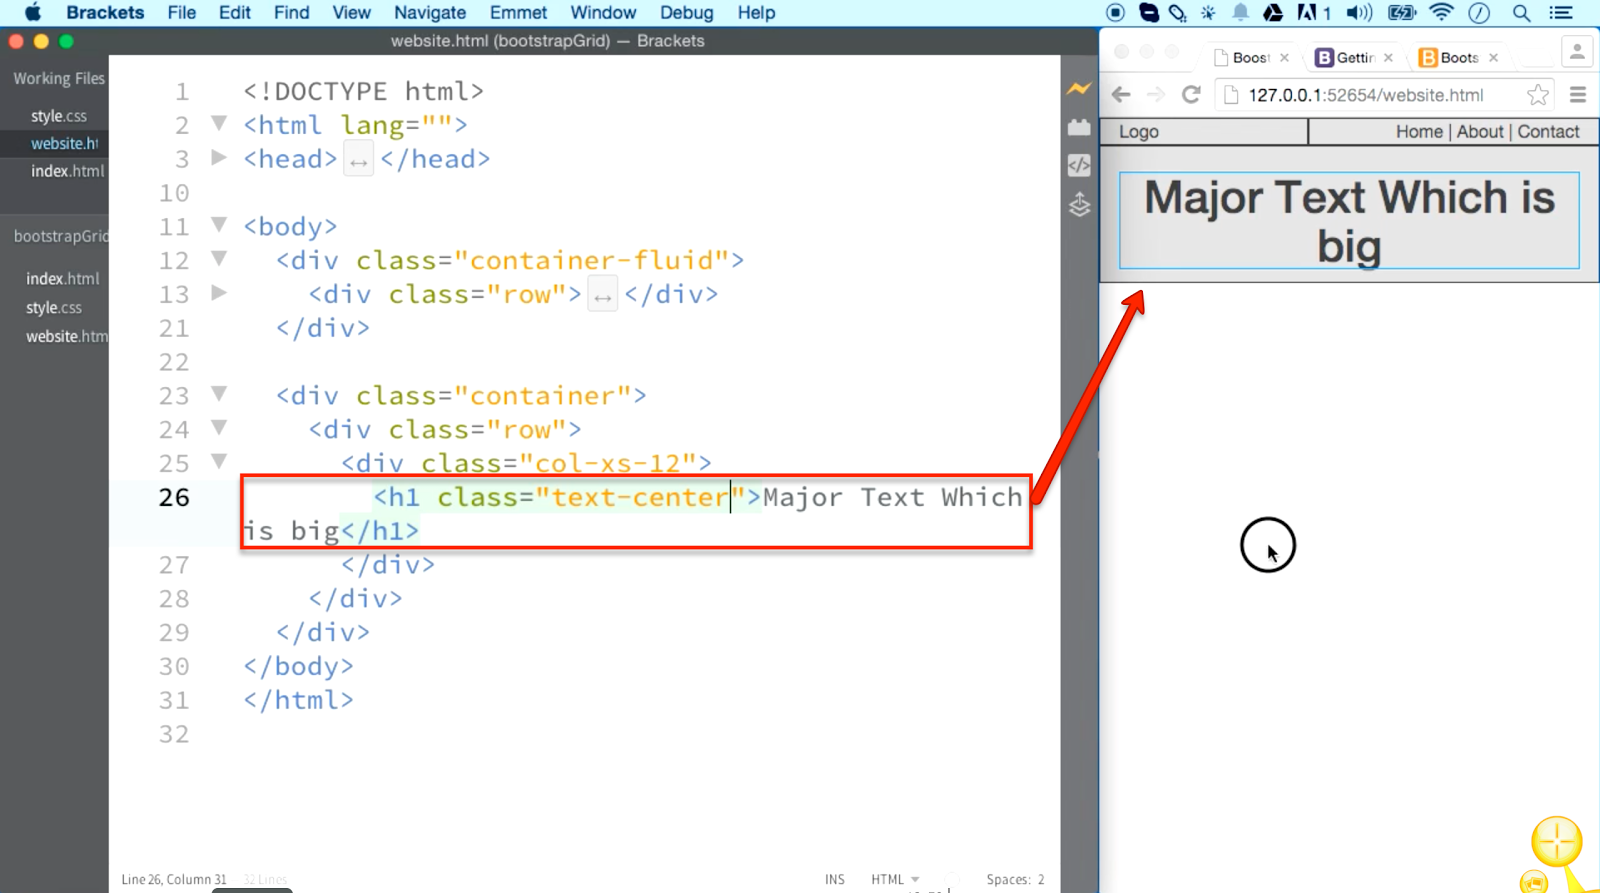 Brackets File Edit Find View Navigate Emmet Window Debug Help 1
website.html (bootstrapGrid) — Brackets
Working Files
style.css
website.ht
index.html
bootstrapGrid
index.html
style.css
website.htm
1 <!DOCTYPE html>
2 <html lang="">
3 <head> ↔ </head>
10
11 <body>
12 <div class="container-fluid">
13 <div class="row"> ↔ </div>
21 </div>
22
23 <div class="container">
24 <div class="row">
25 <div class="col-xs-12">
26 <h1 class="text-center">Major Text Which
is big</h1>
27 </div>
28 </div>
29 </div>
30 </body>
31 </html>
32
Line 26, Column 31 32 Lines
INS HTML Spaces: 2
Boost B Gettin B Boots
127.0.0.1:52654/website.html
Logo Home | About | Contact
Major Text Which is
big